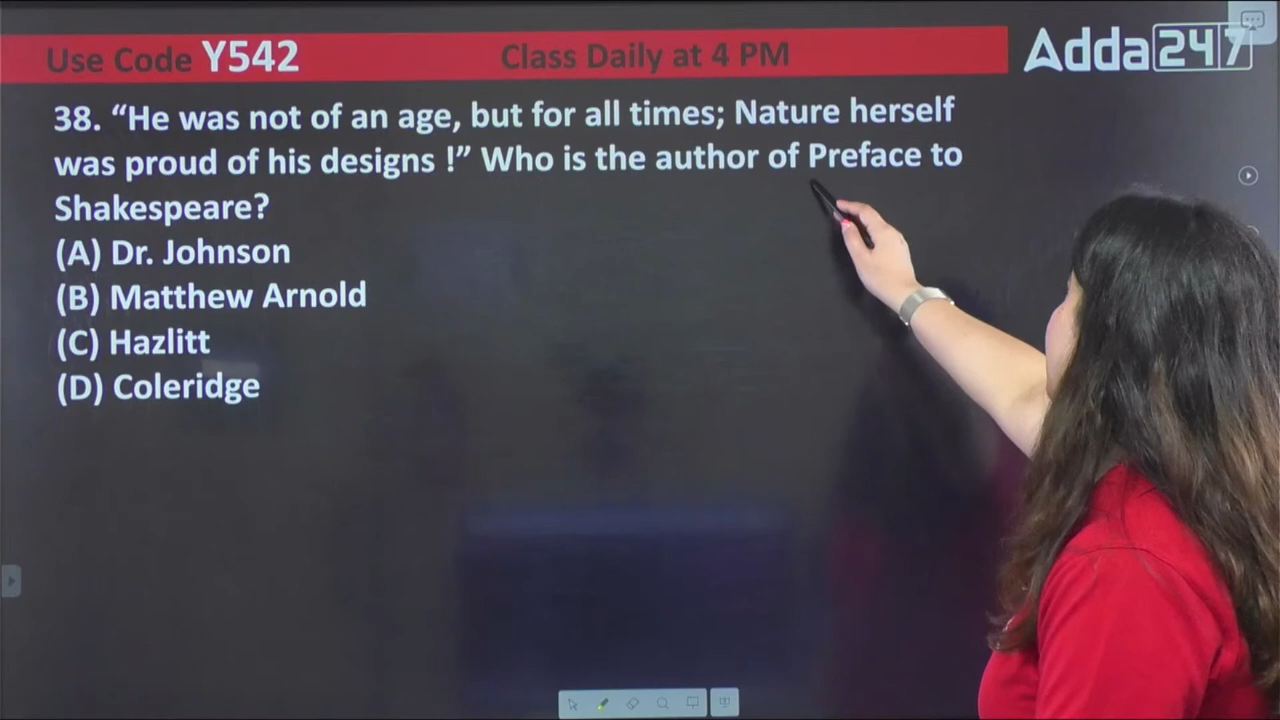 Use Code Y542 Class Daily at 4 PM Adda247
38. “He was not of an age, but for all times; Nature herself
was proud of his designs !” Who is the author of Preface to
Shakespeare?
(A) Dr. Johnson
(B) Matthew Arnold
(C) Hazlitt
(D) Coleridge